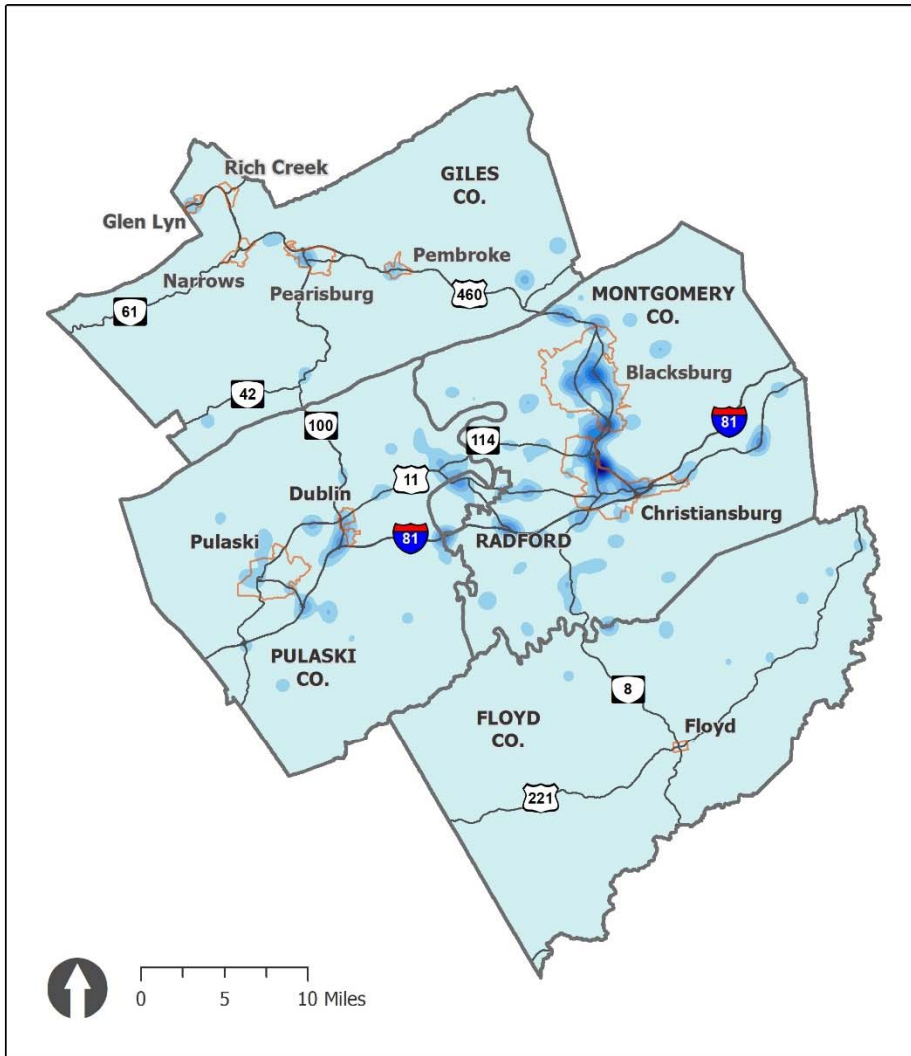 Rich Creek
GILES
CO.
Glen Lyn
Narrows
Pearisburg
Pembroke
460
61
MONTGOMERY
CO.
Blacksburg
42
100
114
81
11
Dublin
Pulaski
81
RADFORD
Christiansburg
PULASKI
CO.
8
FLOYD
CO.
Floyd
221
0 5 10 Miles